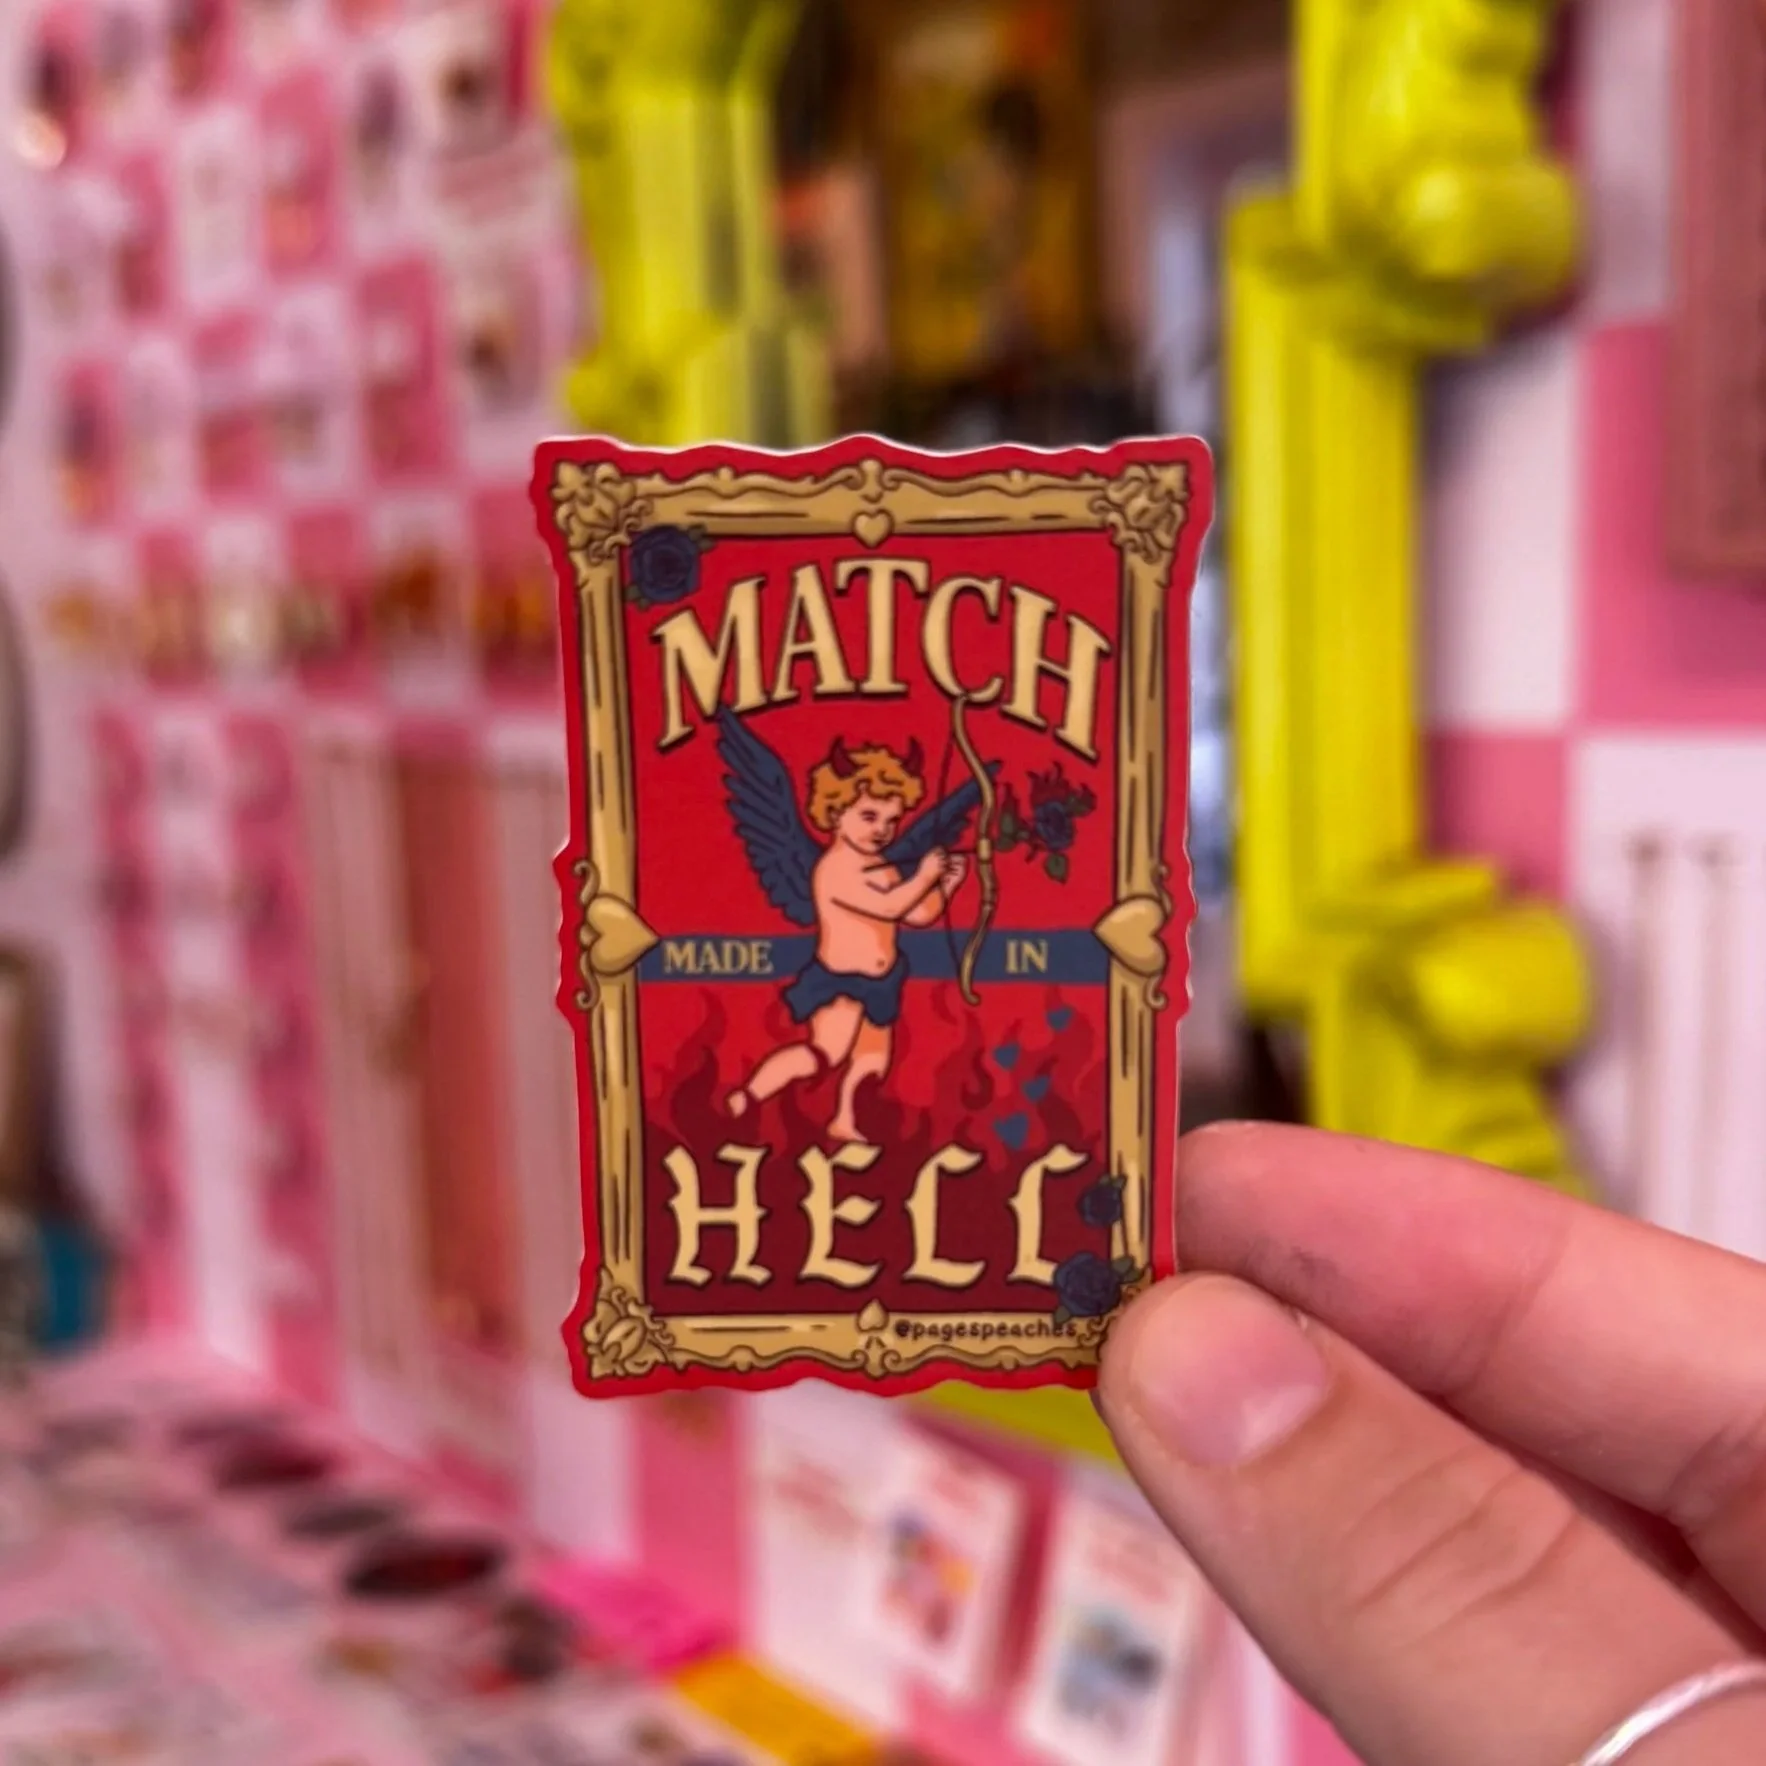 MATCH
MADE IN
HELL
@pagespeaches